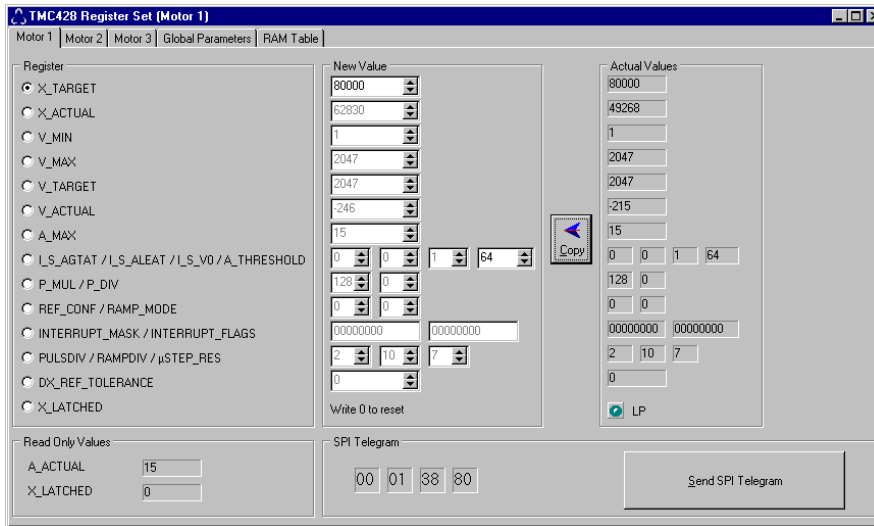 TMC428 Register Set (Motor 1)
Motor 1 Motor 2 Motor 3 Global Parameters RAM Table
Register New Value Actual Values
X_TARGET 80000 80000
X_ACTUAL 62830 49268
V_MIN 1 1
V_MAX 2047 2047
V_TARGET 2047 2047
V_ACTUAL -246 -215
A_MAX 15 15
Copy
I_S_AGTAT / I_S_ALEAT / I_S_V0 / A_THRESHOLD 0 0 1 64 0 0 1 64
P_MUL / P_DIV 128 0 128 0
REF_CONF / RAMP_MODE 0 0 0 0
INTERRUPT_MASK / INTERRUPT_FLAGS 00000000 00000000 00000000 00000000
PULSDIV / RAMPDIV / µSTEP_RES 2 10 7 2 10 7
DX_REF_TOLERANCE 0 0
X_LATCHED Write 0 to reset LP
Read Only Values SPI Telegram
A_ACTUAL 15
00 01 38 80 Send SPI Telegram
X_LATCHED 0